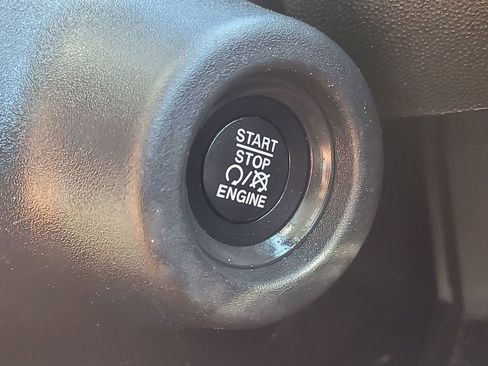 START
STOP
/
ENGINE